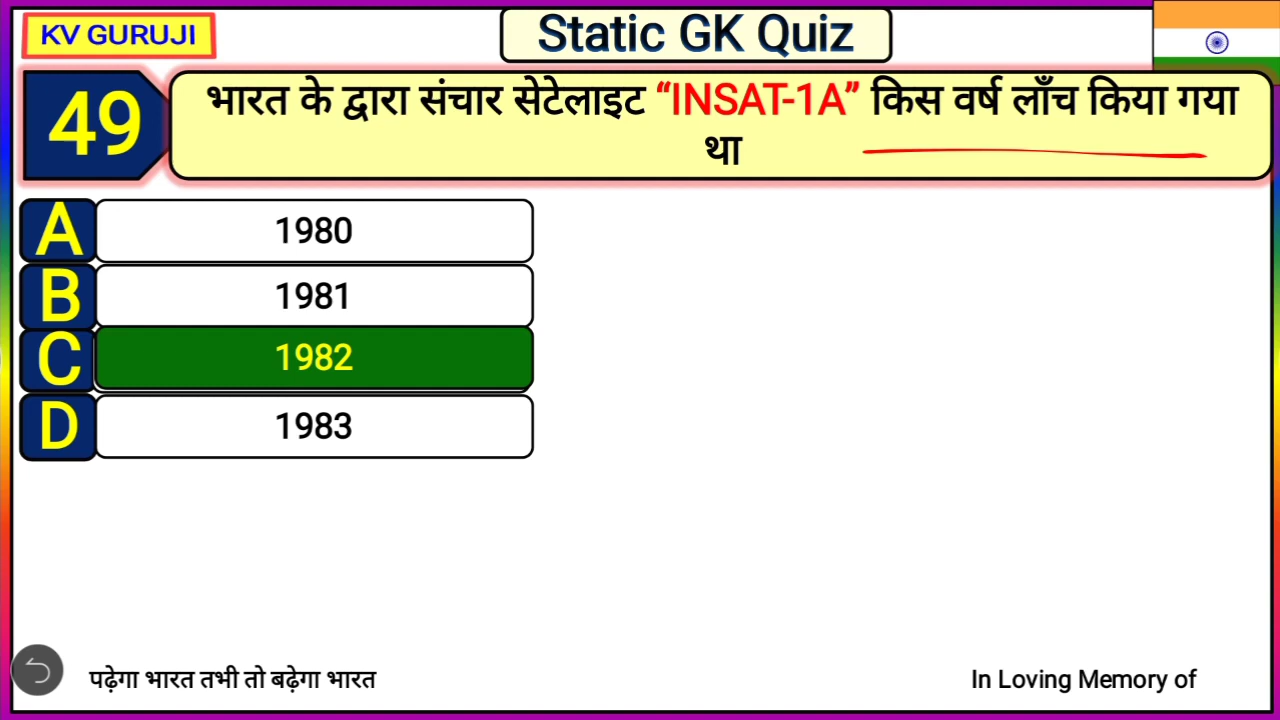 KV GURUJI
Static GK Quiz
49
भारत के द्वारा संचार सेटेलाइट “INSAT-1A” किस वर्ष लाँच किया गया
था
A 1980
B 1981
C 1982
D 1983
पढ़ेगा भारत तभी तो बढ़ेगा भारत
In Loving Memory of